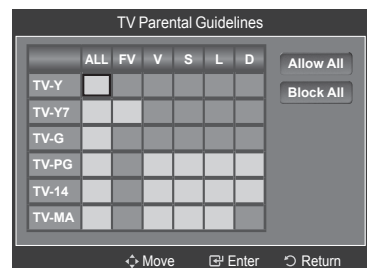 TV Parental Guidelines
ALL FV V S L D
Allow All
Block All
TV-Y
TV-Y7
TV-G
TV-PG
TV-14
TV-MA
Move Enter Return